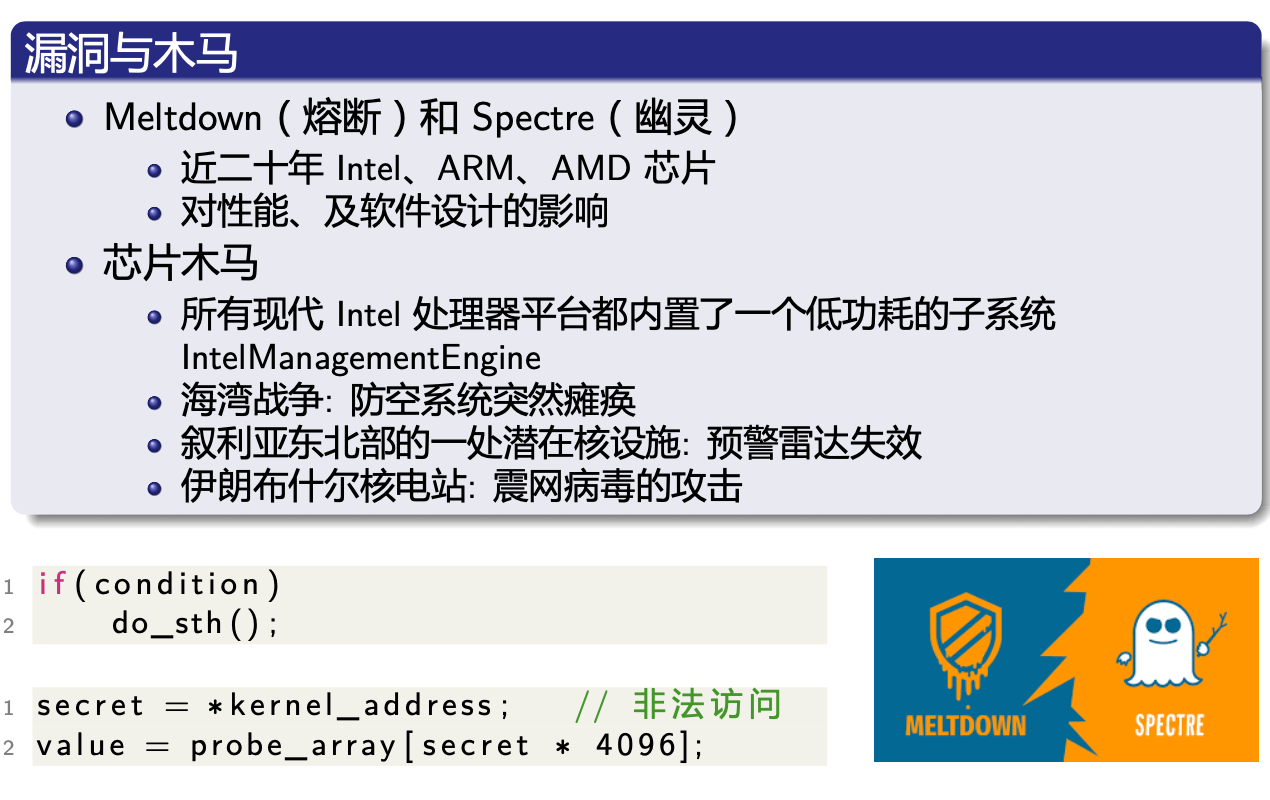 漏洞与木马
Meltdown（熔断）和 Spectre（幽灵）
近二十年 Intel、ARM、AMD 芯片
对性能、及软件设计的影响
芯片木马
所有现代 Intel 处理器平台都内置了一个低功耗的子系统
IntelManagementEngine
海湾战争: 防空系统突然瘫痪
叙利亚东北部的一处潜在核设施: 预警雷达失效
伊朗布什尔核电站: 震网病毒的攻击
1 if(condition)
2     do_sth();
1 secret = *kernel_address;   // 非法访问
2 value = probe_array[secret * 4096];
MELTDOWN
SPECTRE